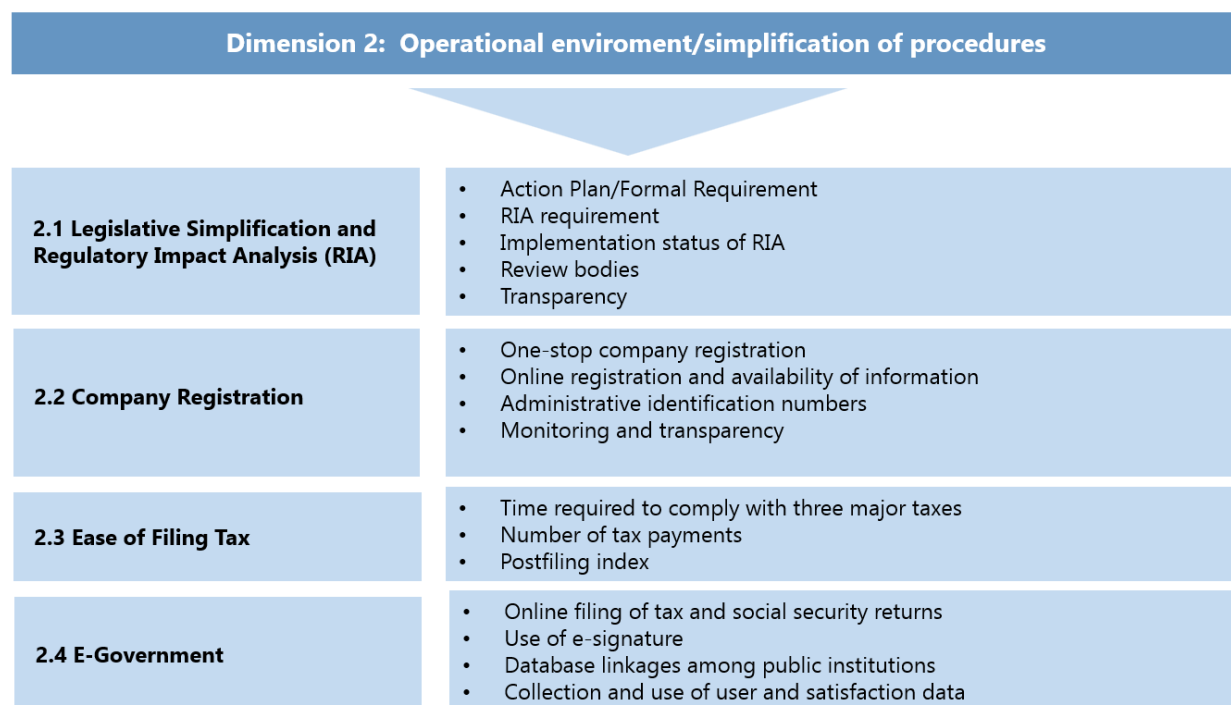 Dimension 2:  Operational enviroment/simplification of procedures
2.1 Legislative Simplification and
Regulatory Impact Analysis (RIA)
• Action Plan/Formal Requirement
• RIA requirement
• Implementation status of RIA
• Review bodies
• Transparency
2.2 Company Registration
• One-stop company registration
• Online registration and availability of information
• Administrative identification numbers
• Monitoring and transparency
2.3 Ease of Filing Tax
• Time required to comply with three major taxes
• Number of tax payments
• Postfiling index
2.4 E-Government
• Online filing of tax and social security returns
• Use of e-signature
• Database linkages among public institutions
• Collection and use of user and satisfaction data